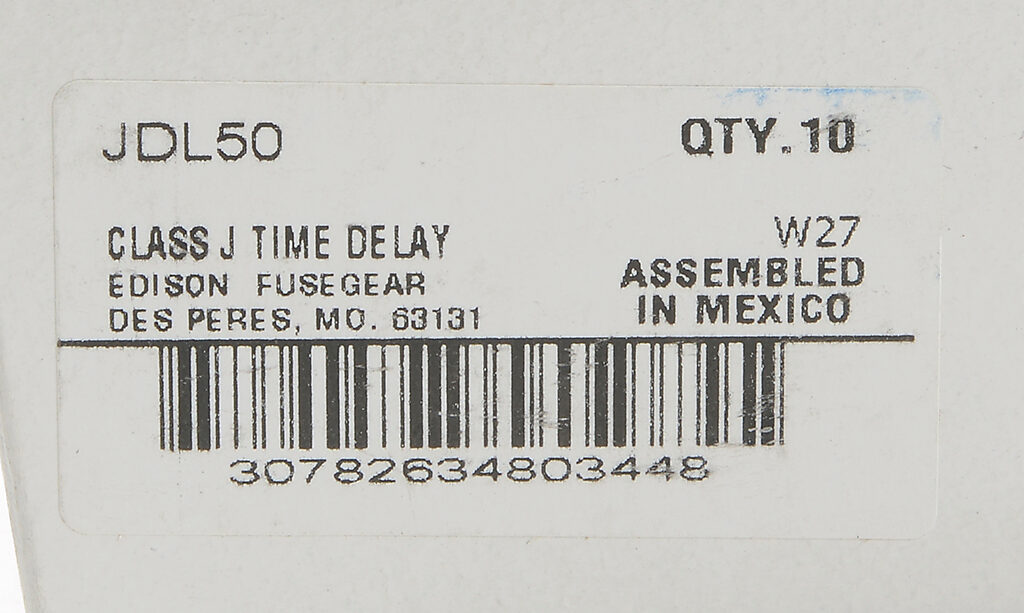 JDL50 QTY.10
CLASS J TIME DELAY W27
EDISON FUSEGEAR ASSEMBLED
DES PERES, MO. 63131 IN MEXICO
30782634803448